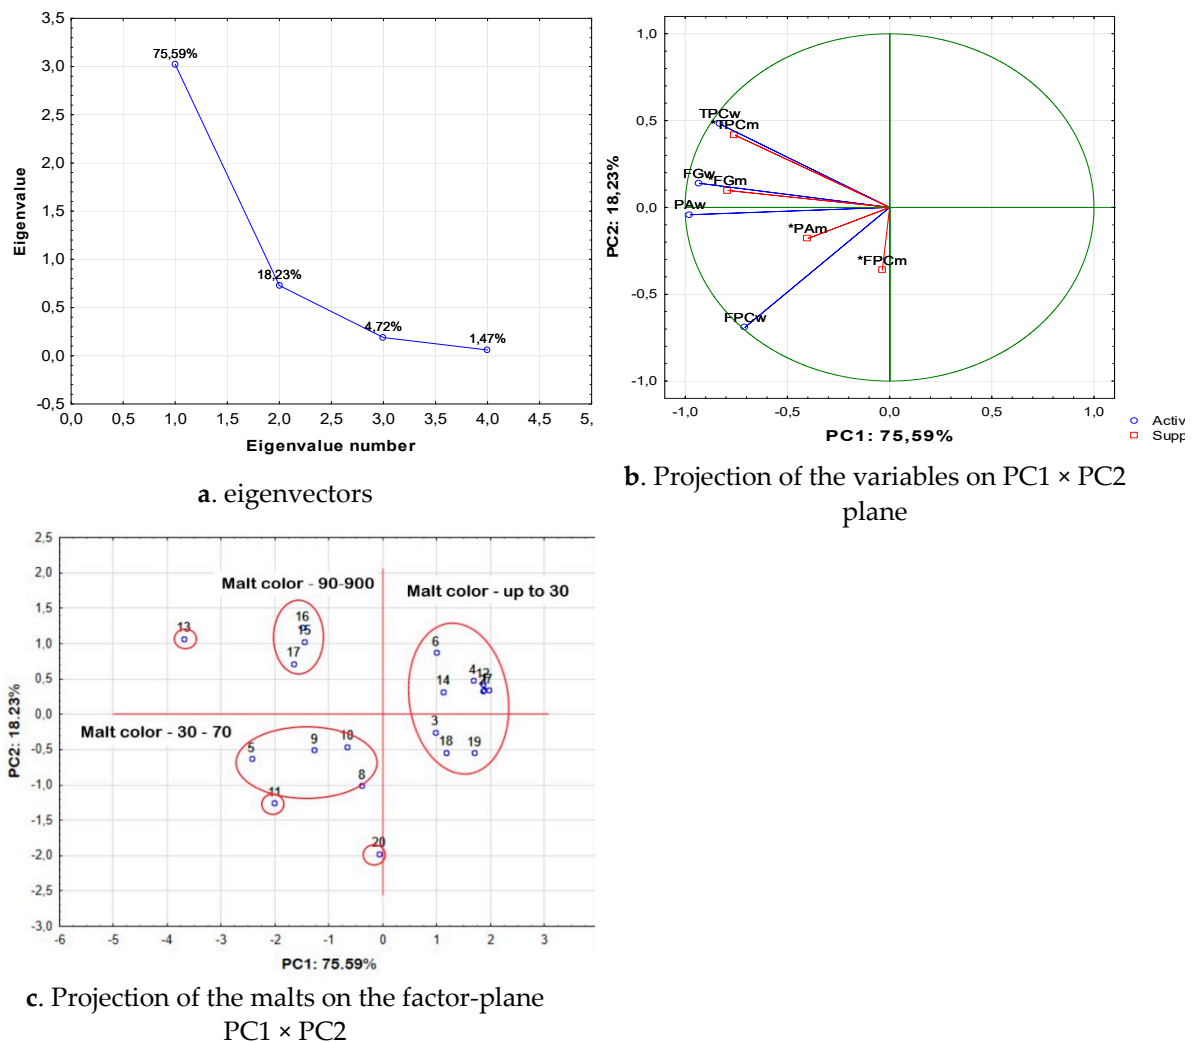 3,5
3,0
2,5
2,0
1,5
1,0
0,5
0,0
-0,5
Eigenvalue
75,59%
18,23%
4,72%
1,47%
0,0 0,5 1,0 1,5 2,0 2,5 3,0 3,5 4,0 4,5 5,
Eigenvalue number
a. eigenvectors
1,0
0,5
0,0
-0,5
-1,0
PC2: 18,23%
TPCw
*TPCm
FGw
*FGm
PAw
*PAm
*FPCm
FPCw
-1,0 -0,5 0,0 0,5 1,0
PC1: 75,59%
Activ
Supp
b. Projection of the variables on PC1 × PC2
plane
2,5
2,0
1,5
1,0
0,5
0,0
-0,5
-1,0
-1,5
-2,0
-2,5
-3,0
PC2: 18.23%
Malt color - 90-900
Malt color - up to 30
13
16
15
17
6
4
12
14
7
Malt color - 30 - 70
3
18
19
5
9
10
8
11
20
-6 -5 -4 -3 -2 -1 0 1 2 3
PC1: 75.59%
c. Projection of the malts on the factor-plane
PC1 × PC2